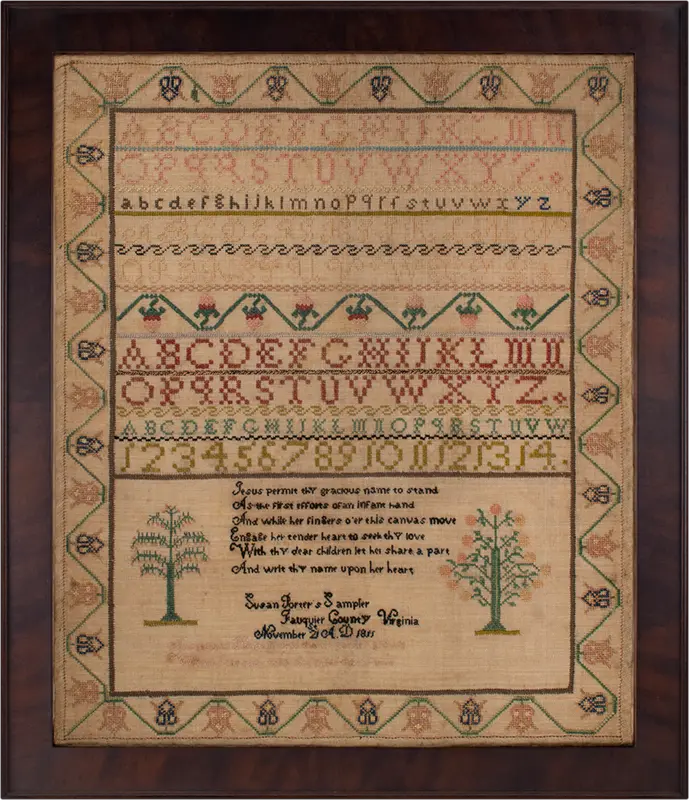 ABCDEFGHIJKLMN
OPQRSTUVWXYZ.
abcdefghijklmnopqrſstuvwxyz
ABCDEFGHIJKLMN
OPQRSTUVWXYZ.
ABCDEFGHIJKLMNOPQRSTUVW
1234567891011121314.
Jesus permit thy gracious name to stand
As the first efforts of an infant hand
And while her fingers o'er this canvas move
Engage her tender heart to seek thy love
With thy dear children let her share a part
And write thy name upon her heart
Susan Porter's Sampler
Fauquier County Virginia
November 21 A.D